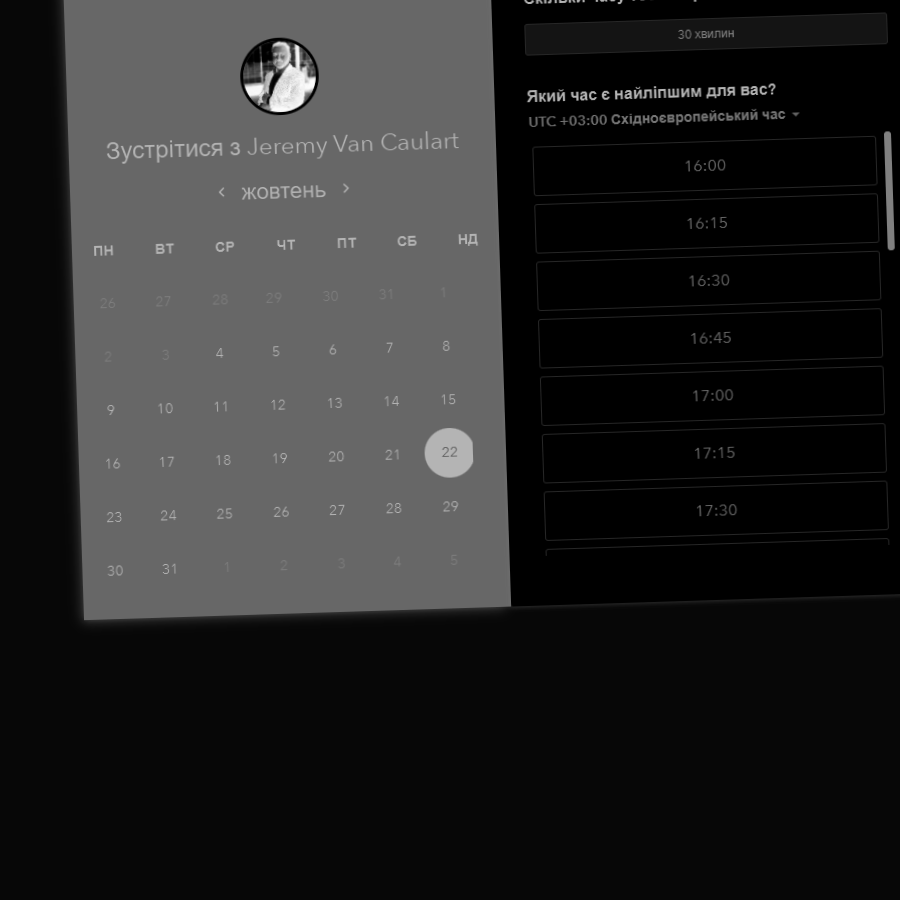 Зустрітися з Jeremy Van Caulart
жовтень
ПН ВТ СР ЧТ ПТ СБ НД
26 27 28 29 30 31 1
2 3 4 5 6 7 8
9 10 11 12 13 14 15
16 17 18 19 20 21 22
23 24 25 26 27 28 29
30 31 1 2 3 4 5
30 хвилин
Який час є найліпшим для вас?
UTC +03:00 Східноєвропейський час
16:00
16:15
16:30
16:45
17:00
17:15
17:30